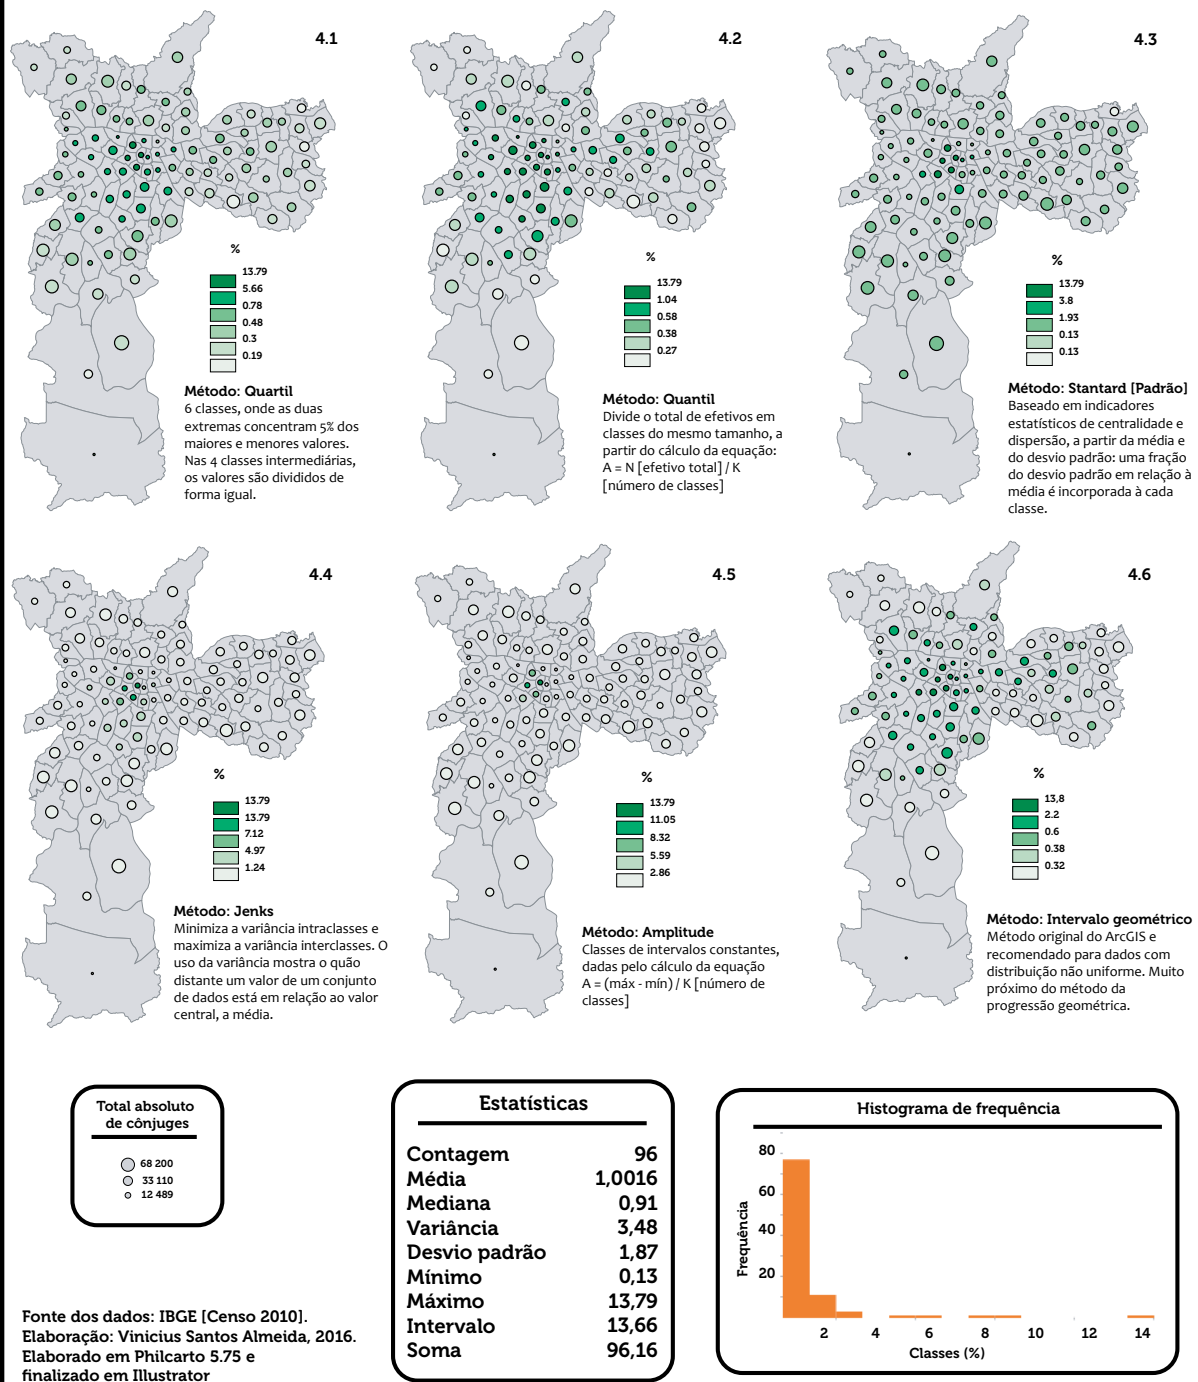 4.1
%
13.79
5.66
0.78
0.48
0.3
0.19
Método: Quartil
6 classes, onde as duas
extremas concentram 5% dos
maiores e menores valores.
Nas 4 classes intermediárias,
os valores são divididos de
forma igual.
4.2
%
13.79
1.04
0.58
0.38
0.27
Método: Quantil
Divide o total de efetivos em
classes do mesmo tamanho, a
partir do cálculo da equação:
A = N [efetivo total] / K
[número de classes]
4.3
%
13.79
3.8
1.93
0.13
0.13
Método: Stantard [Padrão]
Baseado em indicadores
estatísticos de centralidade e
dispersão, a partir da média e
do desvio padrão: uma fração
do desvio padrão em relação à
média é incorporada à cada
classe.
4.4
%
13.79
13.79
7.12
4.97
1.24
Método: Jenks
Minimiza a variância intraclasses e
maximiza a variância interclasses. O
uso da variância mostra o quão
distante um valor de um conjunto
de dados está em relação ao valor
central, a média.
4.5
%
13.79
11.05
8.32
5.59
2.86
Método: Amplitude
Classes de intervalos constantes,
dadas pelo cálculo da equação
A = (máx - mín) / K [número de
classes]
4.6
%
13,8
2.2
0.6
0.38
0.32
Método: Intervalo geométrico
Método original do ArcGIS e
recomendado para dados com
distribuição não uniforme. Muito
próximo do método da
progressão geométrica.
Total absoluto
de cônjuges
68 200
33 110
12 489
Estatísticas
Contagem 96
Média 1,0016
Mediana 0,91
Variância 3,48
Desvio padrão 1,87
Mínimo 0,13
Máximo 13,79
Intervalo 13,66
Soma 96,16
Histograma de frequência
Frequência
80
60
40
20
2 4 6 8 10 12 14
Classes (%)
Fonte dos dados: IBGE [Censo 2010].
Elaboração: Vinicius Santos Almeida, 2016.
Elaborado em Philcarto 5.75 e
finalizado em Illustrator